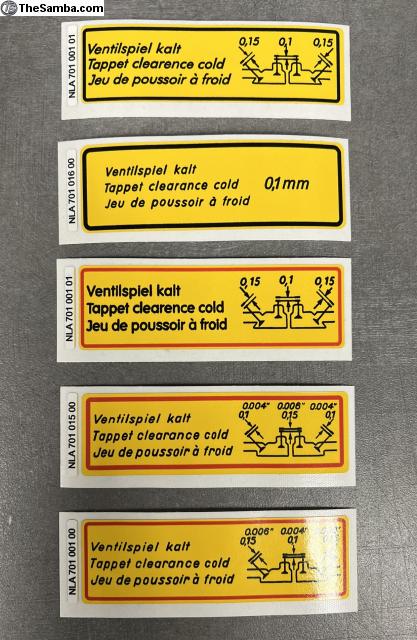 TheSamba.com
NLA 701 001 01
Ventilspiel kalt
Tappet clearence cold
Jeu de poussoir à froid
0,15 0,1 0,15
NLA 701 016 00
Ventilspiel kalt
Tappet clearance cold
Jeu de poussoir à froid
0,1mm
NLA 701 001 01
Ventilspiel kalt
Tappet clearence cold
Jeu de poussoir à froid
0,15 0,1 0,15
NLA 701 015 00
Ventilspiel kalt
Tappet clearance cold
Jeu de poussoir à froid
0.004" 0.006" 0.004"
0,1 0,15 0,1
NLA 701 001 00
Ventilspiel kalt
Tappet clearance cold
Jeu de poussoir à froid
0.006" 0.004"
0,15 0,1